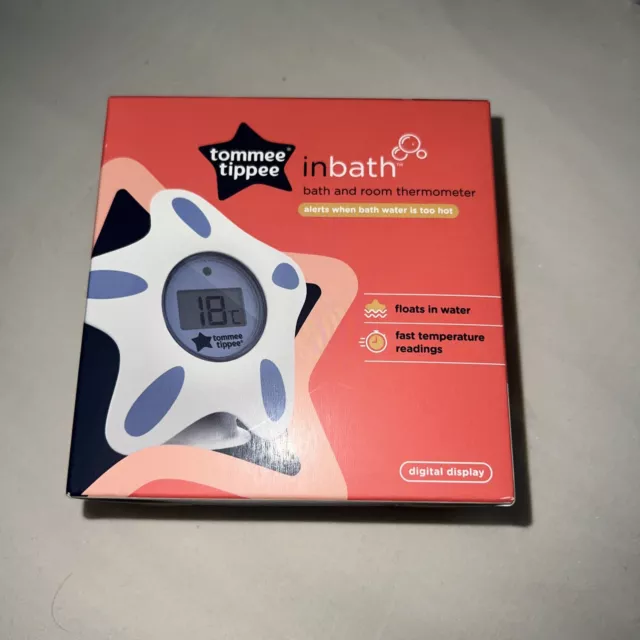 tommee®
tippee
inbath™
bath and room thermometer
alerts when bath water is too hot
18°c
tommee
tippee®
floats in water
fast temperature
readings
digital display